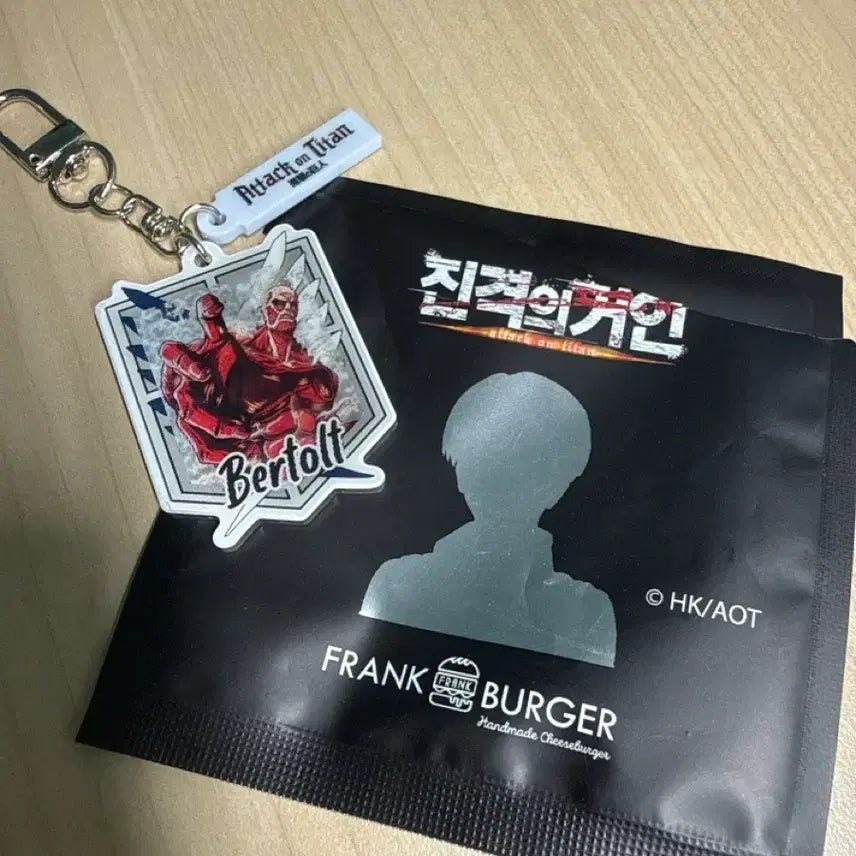 Attack on Titan
進撃の巨人
Bertolt
진격의 거인
attack on titan
© HK/AOT
FRANK BURGER
FRANK
Handmade Cheeseburger